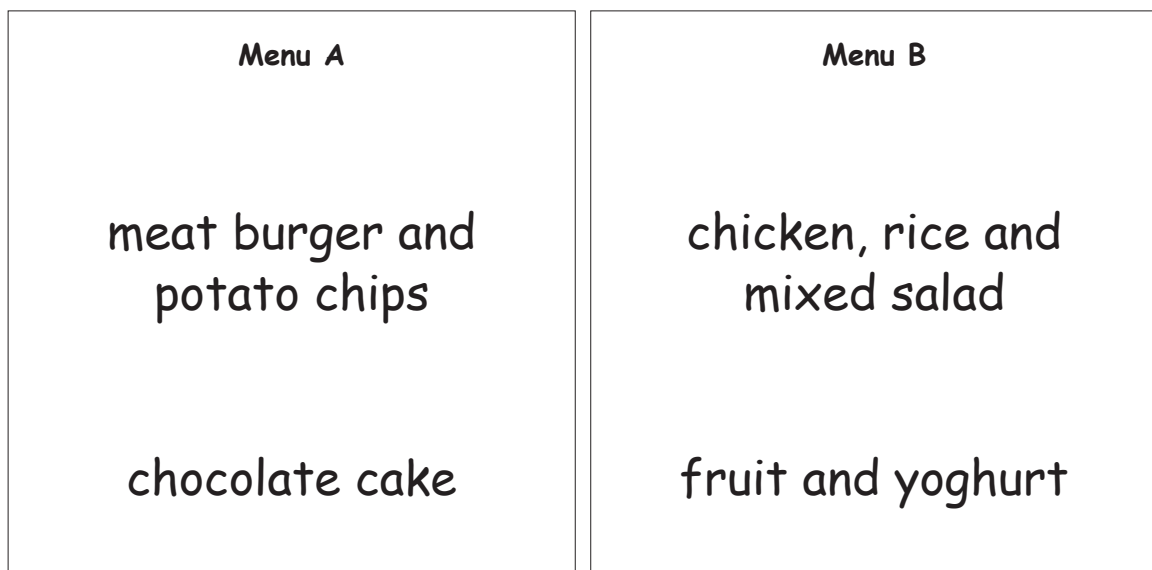 Menu A
meat burger and
potato chips
chocolate cake
Menu B
chicken, rice and
mixed salad
fruit and yoghurt